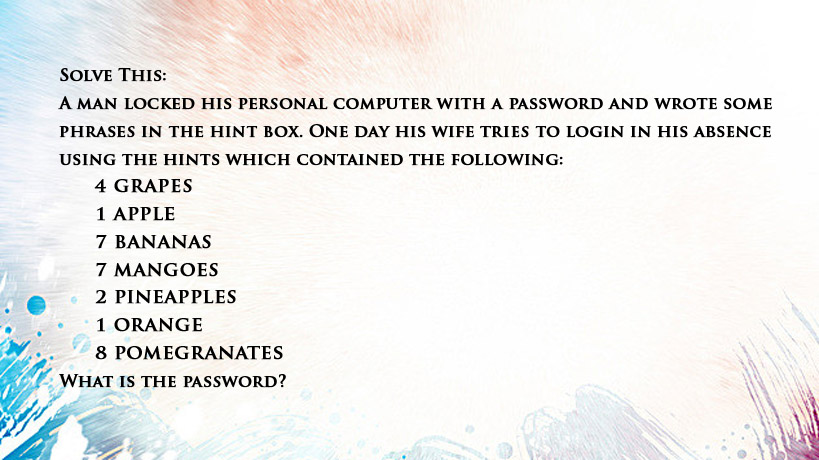 Solve This:
A man locked his personal computer with a password and wrote some
phrases in the hint box. One day his wife tries to login in his absence
using the hints which contained the following:
4 grapes
1 apple
7 bananas
7 mangoes
2 pineapples
1 orange
8 pomegranates
What is the password?